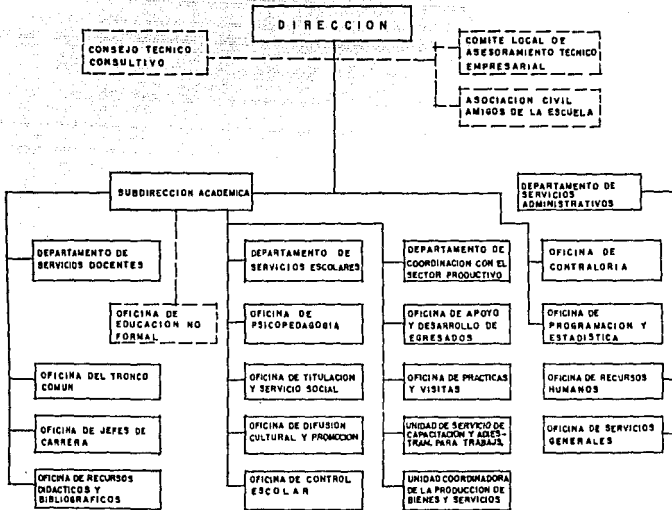 DIRECCION
CONSEJO TECNICO
CONSULTIVO
COMITE LOCAL DE
ASESORAMIENTO TECNICO
EMPRESARIAL
ASOCIACION CIVIL
AMIGOS DE LA ESCUELA
SUBDIRECCION ACADEMICA
DEPARTAMENTO DE
SERVICIOS
ADMINISTRATIVOS
DEPARTAMENTO DE
SERVICIOS DOCENTES
DEPARTAMENTO DE
SERVICIOS ESCOLARES
DEPARTAMENTO DE
COORDINACION CON EL
SECTOR PRODUCTIVO
OFICINA DE
CONTRALORIA
OFICINA DE
EDUCACION NO
FORMAL
OFICINA DE
PSICOPEDAGOGIA
OFICINA DE APOYO
Y DESARROLLO DE
EGRESADOS
OFICINA DE
PROGRAMACION Y
ESTADISTICA
OFICINA DEL TRONCO
COMUN
OFICINA DE TITULACION
Y SERVICIO SOCIAL
OFICINA DE PRACTICAS
Y VISITAS
OFICINA DE RECURSOS
HUMANOS
OFICINA DE JEFES DE
CARRERA
OFICINA DE DIFUSION
CULTURAL Y PROMOCION
UNIDAD DE SERVICIO DE
CAPACITACION Y ADIES-
TRAM. PARA TRABAJ.
OFICINA DE SERVICIOS
GENERALES
OFICINA DE RECURSOS
DIDACTICOS Y
BIBLIOGRAFICOS
OFICINA DE CONTROL
ESCOLAR
UNIDAD COORDINADORA
DE LA PRODUCCION DE
BIENES Y SERVICIOS